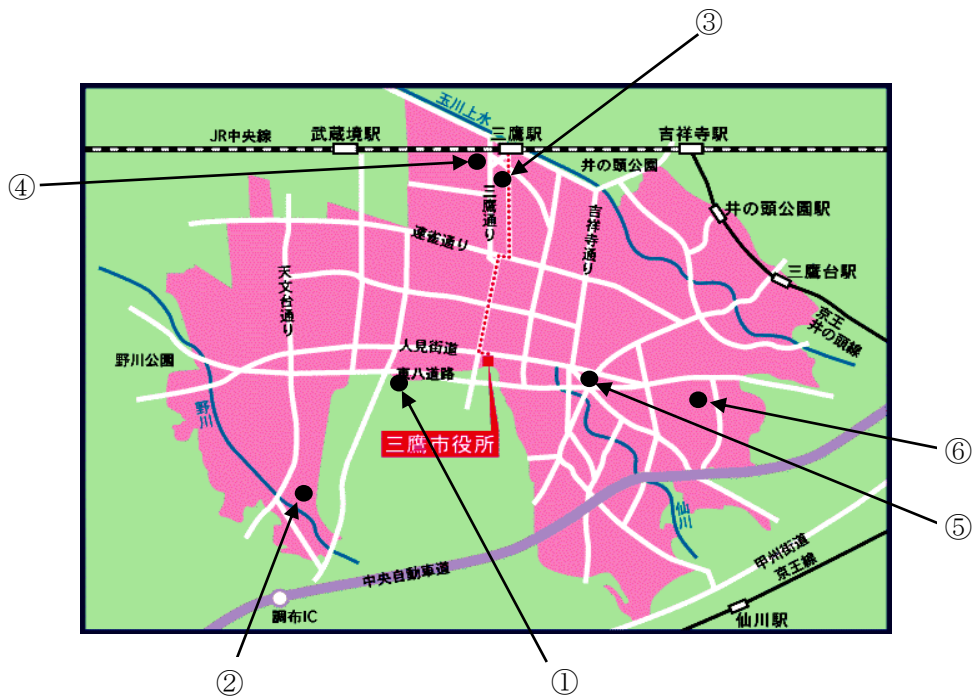 ③
玉川上水
JR中央線
武蔵境駅
三鷹駅
吉祥寺駅
④
井の頭公園
三鷹通り
吉祥寺通り
井の頭公園駅
連雀通り
天文台通り
三鷹台駅
京王
井の頭線
野川公園
人見街道
東八道路
野川
三鷹市役所
⑥
仙川
⑤
甲州街道
京王線
中央自動車道
調布IC
仙川駅
②
①